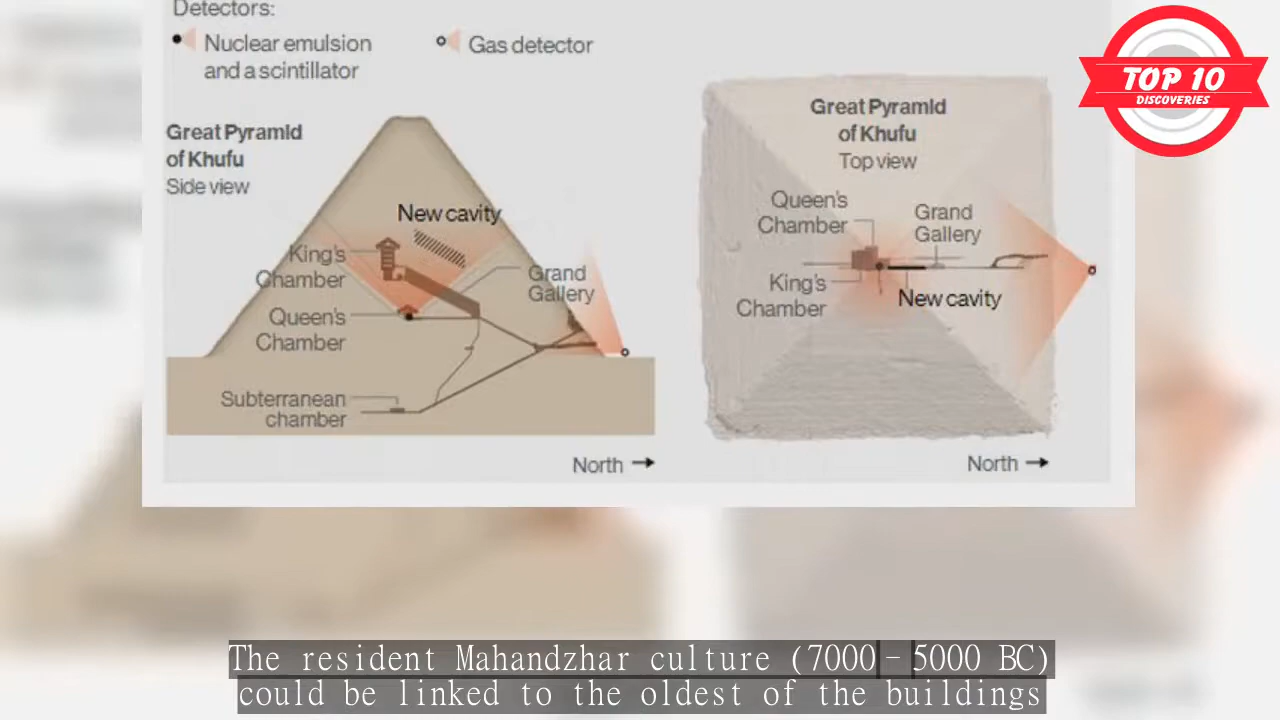 Detectors:
Nuclear emulsion
and a scintillator
Gas detector
TOP 10
DISCOVERIES
Great Pyramid
of Khufu
Side view
New cavity
King's
Chamber
Grand
Gallery
Queen's
Chamber
Subterranean
chamber
North
Great Pyramid
of Khufu
Top view
Queen's
Chamber
Grand
Gallery
King's
Chamber
New cavity
North
The resident Mahandzhar culture (7000 – 5000 BC)
could be linked to the oldest of the buildings